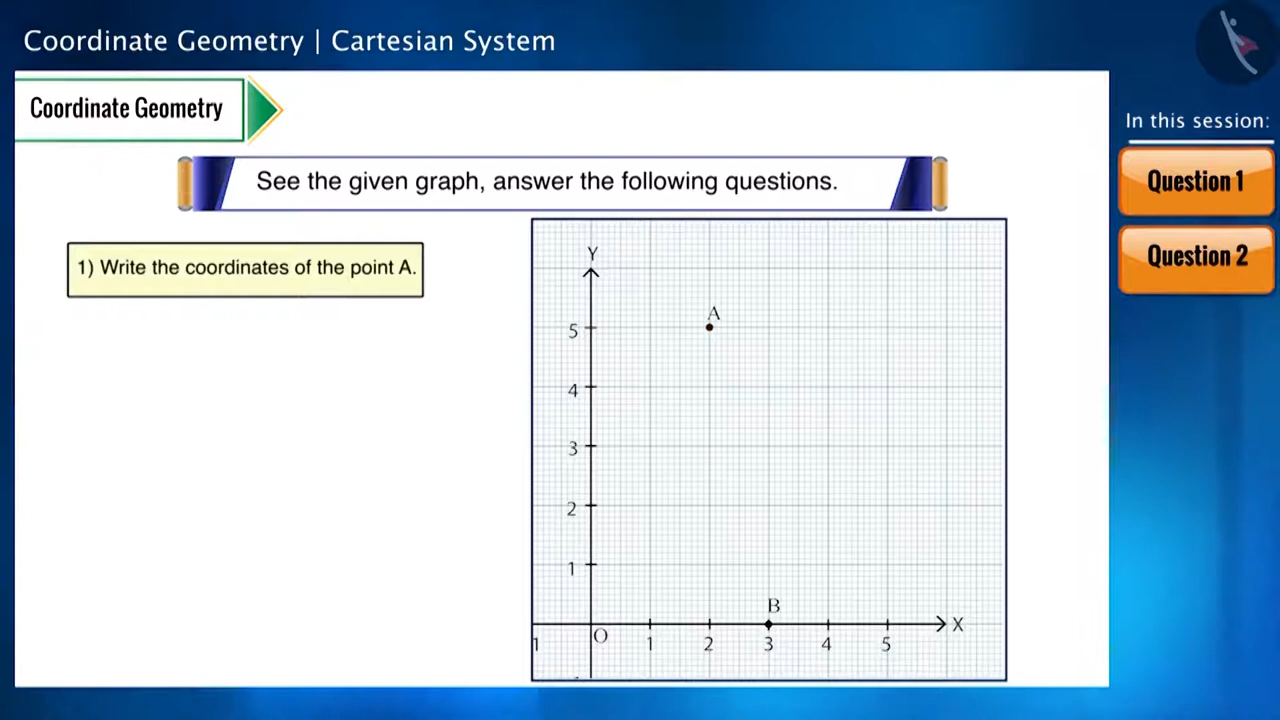 Coordinate Geometry | Cartesian System
Coordinate Geometry
In this session:
See the given graph, answer the following questions.
Question 1
Question 2
1) Write the coordinates of the point A.
Y
A
5
4
3
2
1
B
X
O
1 1 2 3 4 5